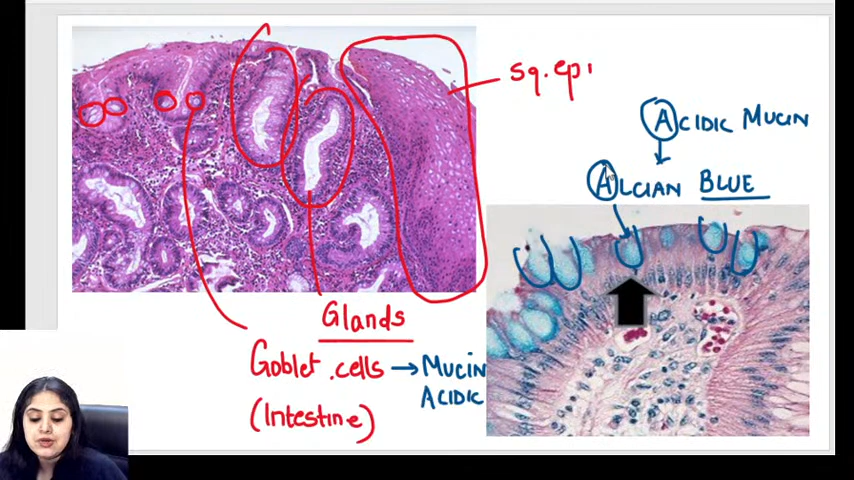 sq. epi
ACIDIC MUCIN
ALCIAN BLUE
Glands
Goblet cells → MUCIN
ACIDIC
(Intestine)